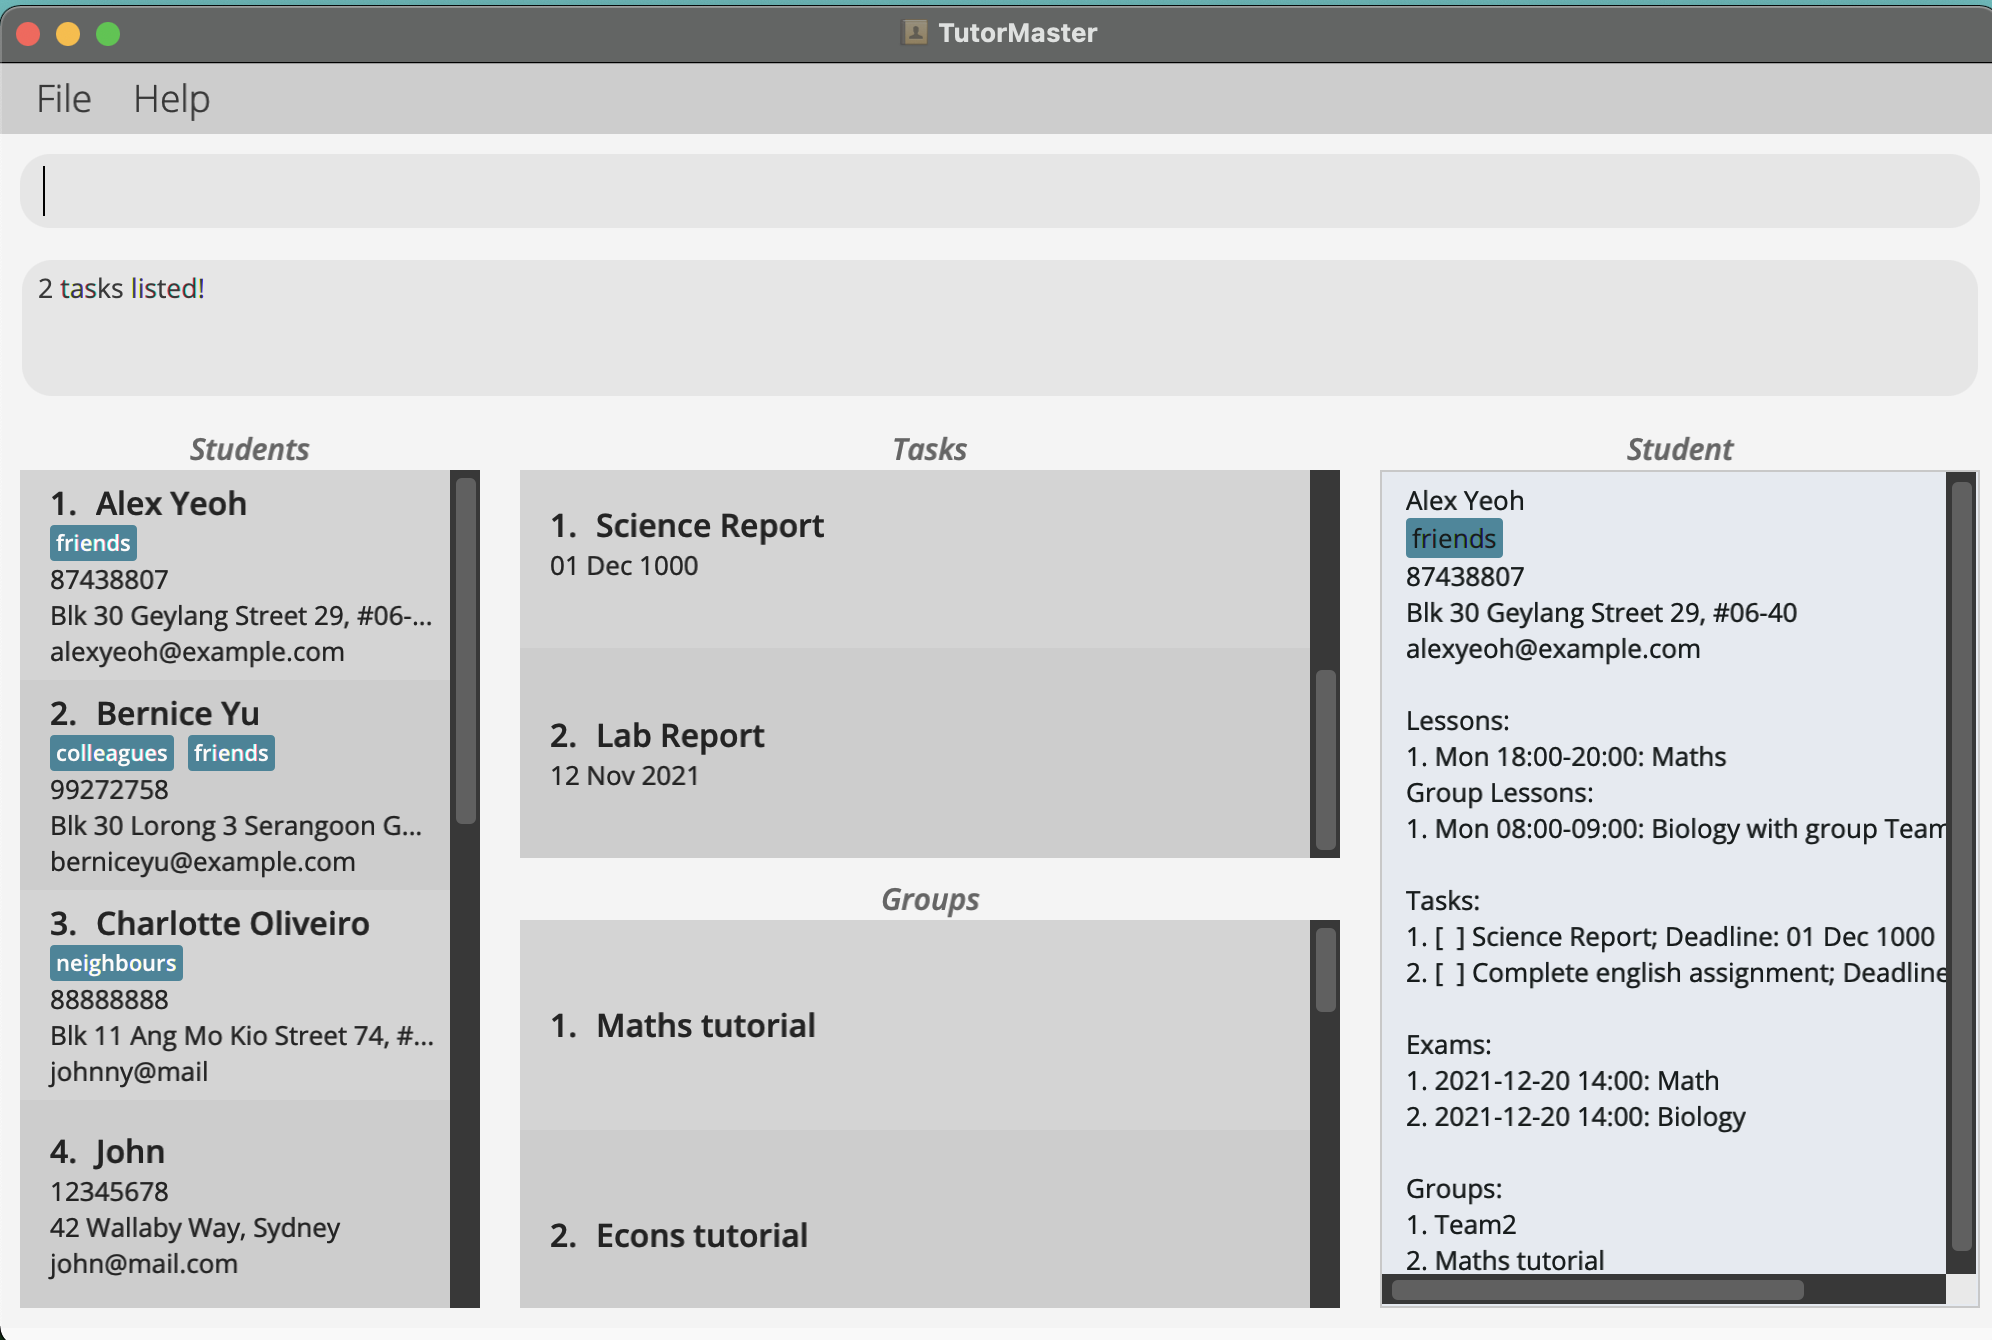 TutorMaster
File Help
2 tasks listed!
Students
1. Alex Yeoh
friends
87438807
Blk 30 Geylang Street 29, #06-...
alexyeoh@example.com
2. Bernice Yu
colleagues friends
99272758
Blk 30 Lorong 3 Serangoon G...
berniceyu@example.com
3. Charlotte Oliveiro
neighbours
88888888
Blk 11 Ang Mo Kio Street 74, #...
johnny@mail
4. John
12345678
42 Wallaby Way, Sydney
john@mail.com
Tasks
1. Science Report
01 Dec 1000
2. Lab Report
12 Nov 2021
Groups
1. Maths tutorial
2. Econs tutorial
Student
Alex Yeoh
friends
87438807
Blk 30 Geylang Street 29, #06-40
alexyeoh@example.com
Lessons:
1. Mon 18:00-20:00: Maths
Group Lessons:
1. Mon 08:00-09:00: Biology with group Team
Tasks:
1. [  ] Science Report; Deadline: 01 Dec 1000
2. [  ] Complete english assignment; Deadline
Exams:
1. 2021-12-20 14:00: Math
2. 2021-12-20 14:00: Biology
Groups:
1. Team2
2. Maths tutorial